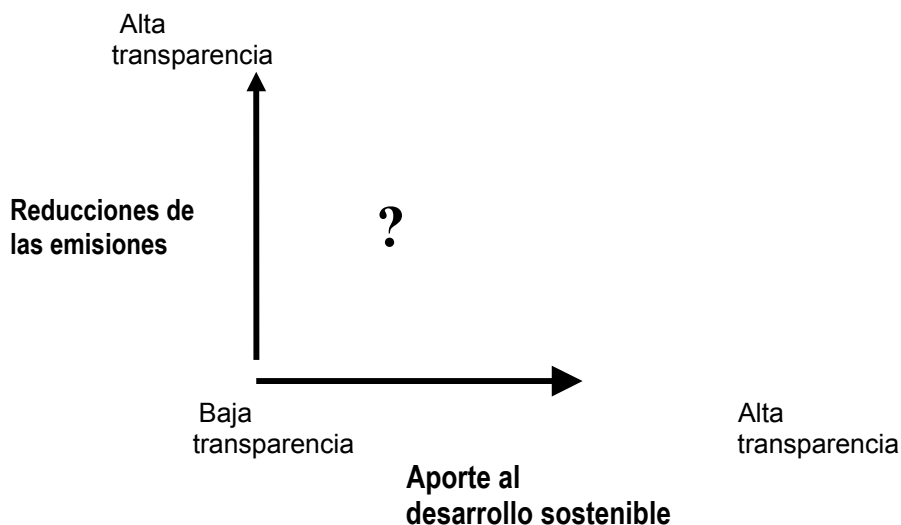 Alta
transparencia
Reducciones de
las emisiones
?
Baja
transparencia
Alta
transparencia
Aporte al
desarrollo sostenible